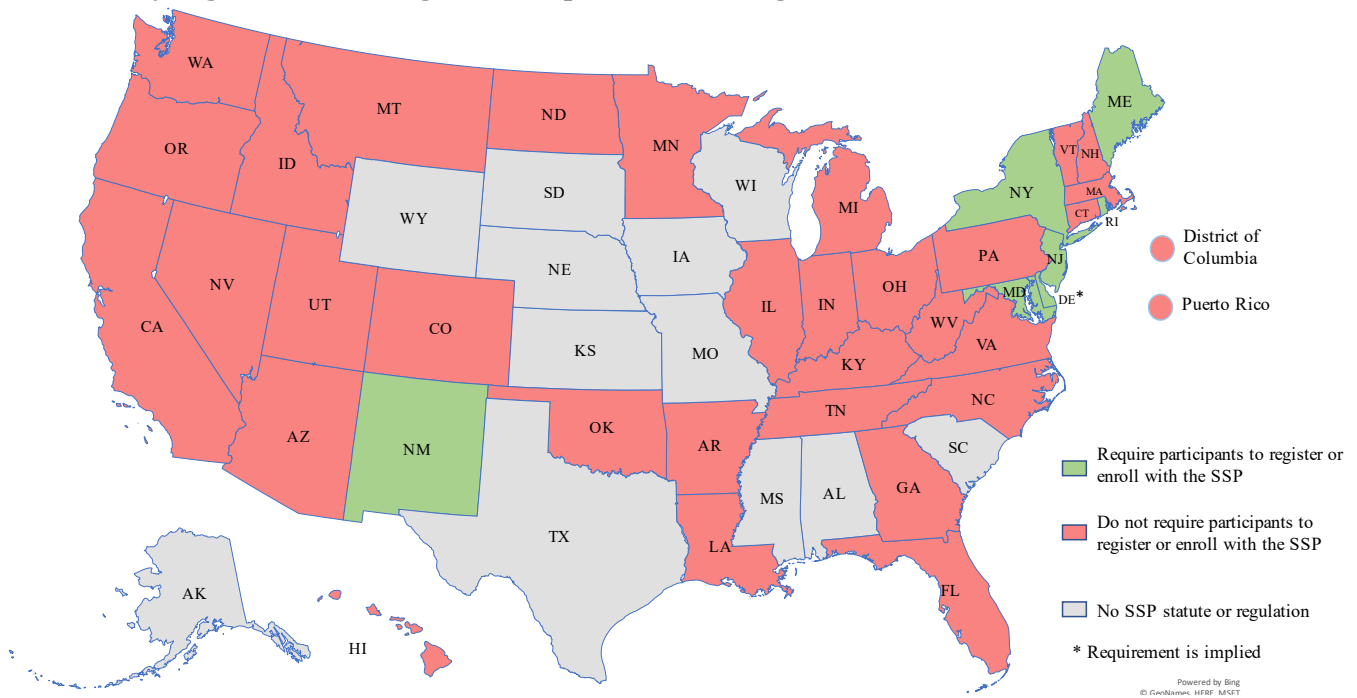 WA
MT
ND
MN
ME
OR
ID
VT
NH
WI
SD
NY
MA
MI
WY
CT
RI
District of
Columbia
IA
PA
NE
NJ
NV
OH
MD
DE*
UT
IL
IN
Puerto Rico
CA
CO
WV
KS
MO
VA
KY
NC
TN
AZ
OK
NM
AR
SC
Require participants to register or
enroll with the SSP
GA
MS
AL
TX
LA
Do not require participants to
register or enroll with the SSP
FL
AK
No SSP statute or regulation
HI
* Requirement is implied
Powered by Bing
© GeoNames, HERE, MSFT